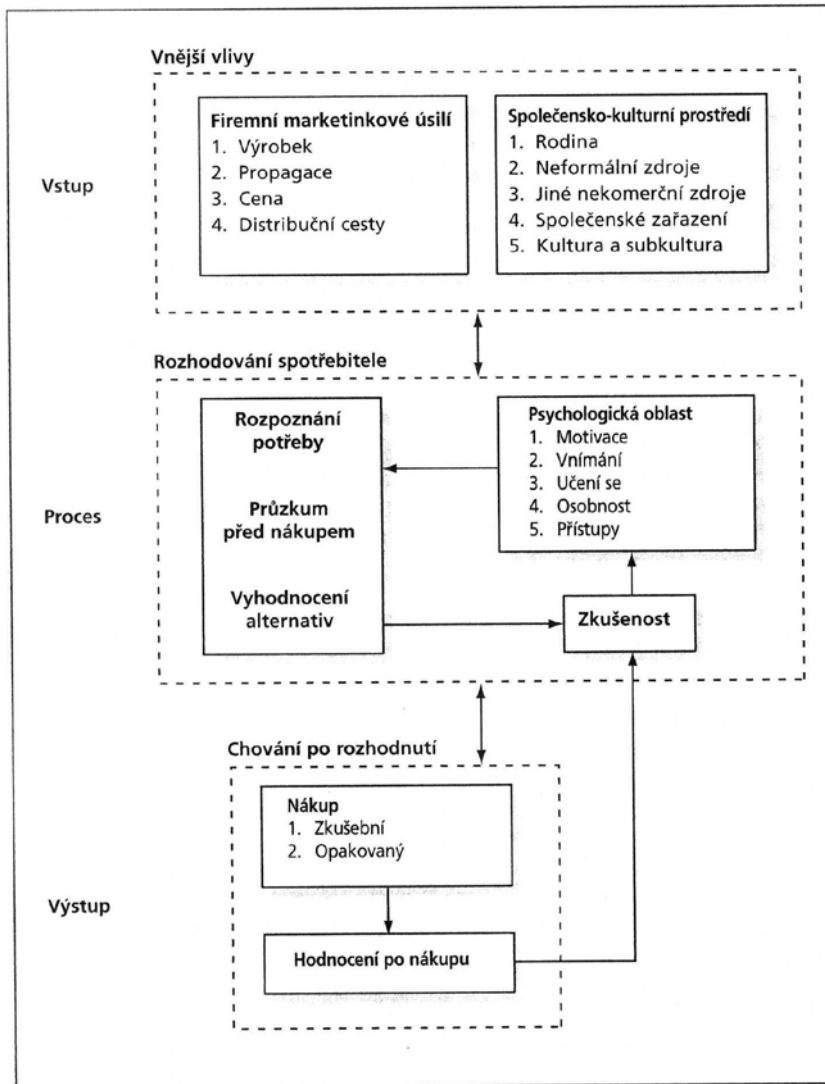 Vnější vlivy
Vstup
Firemní marketinkové úsilí
1. Výrobek
2. Propagace
3. Cena
4. Distribuční cesty
Společensko-kulturní prostředí
1. Rodina
2. Neformální zdroje
3. Jiné nekomerční zdroje
4. Společenské zařazení
5. Kultura a subkultura
Rozhodování spotřebitele
Proces
Rozpoznání
potřeby
Průzkum
před nákupem
Vyhodnocení
alternativ
Psychologická oblast
1. Motivace
2. Vnímání
3. Učení se
4. Osobnost
5. Přístupy
Zkušenost
Chování po rozhodnutí
Výstup
Nákup
1. Zkušební
2. Opakovaný
Hodnocení po nákupu